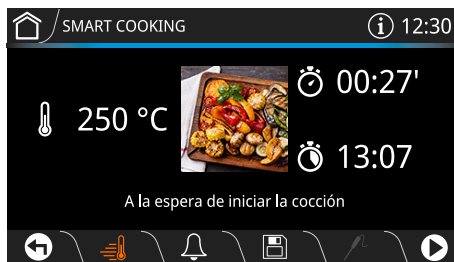 SMART COOKING
12:30
250 °C
00:27'
13:07
A la espera de iniciar la cocción